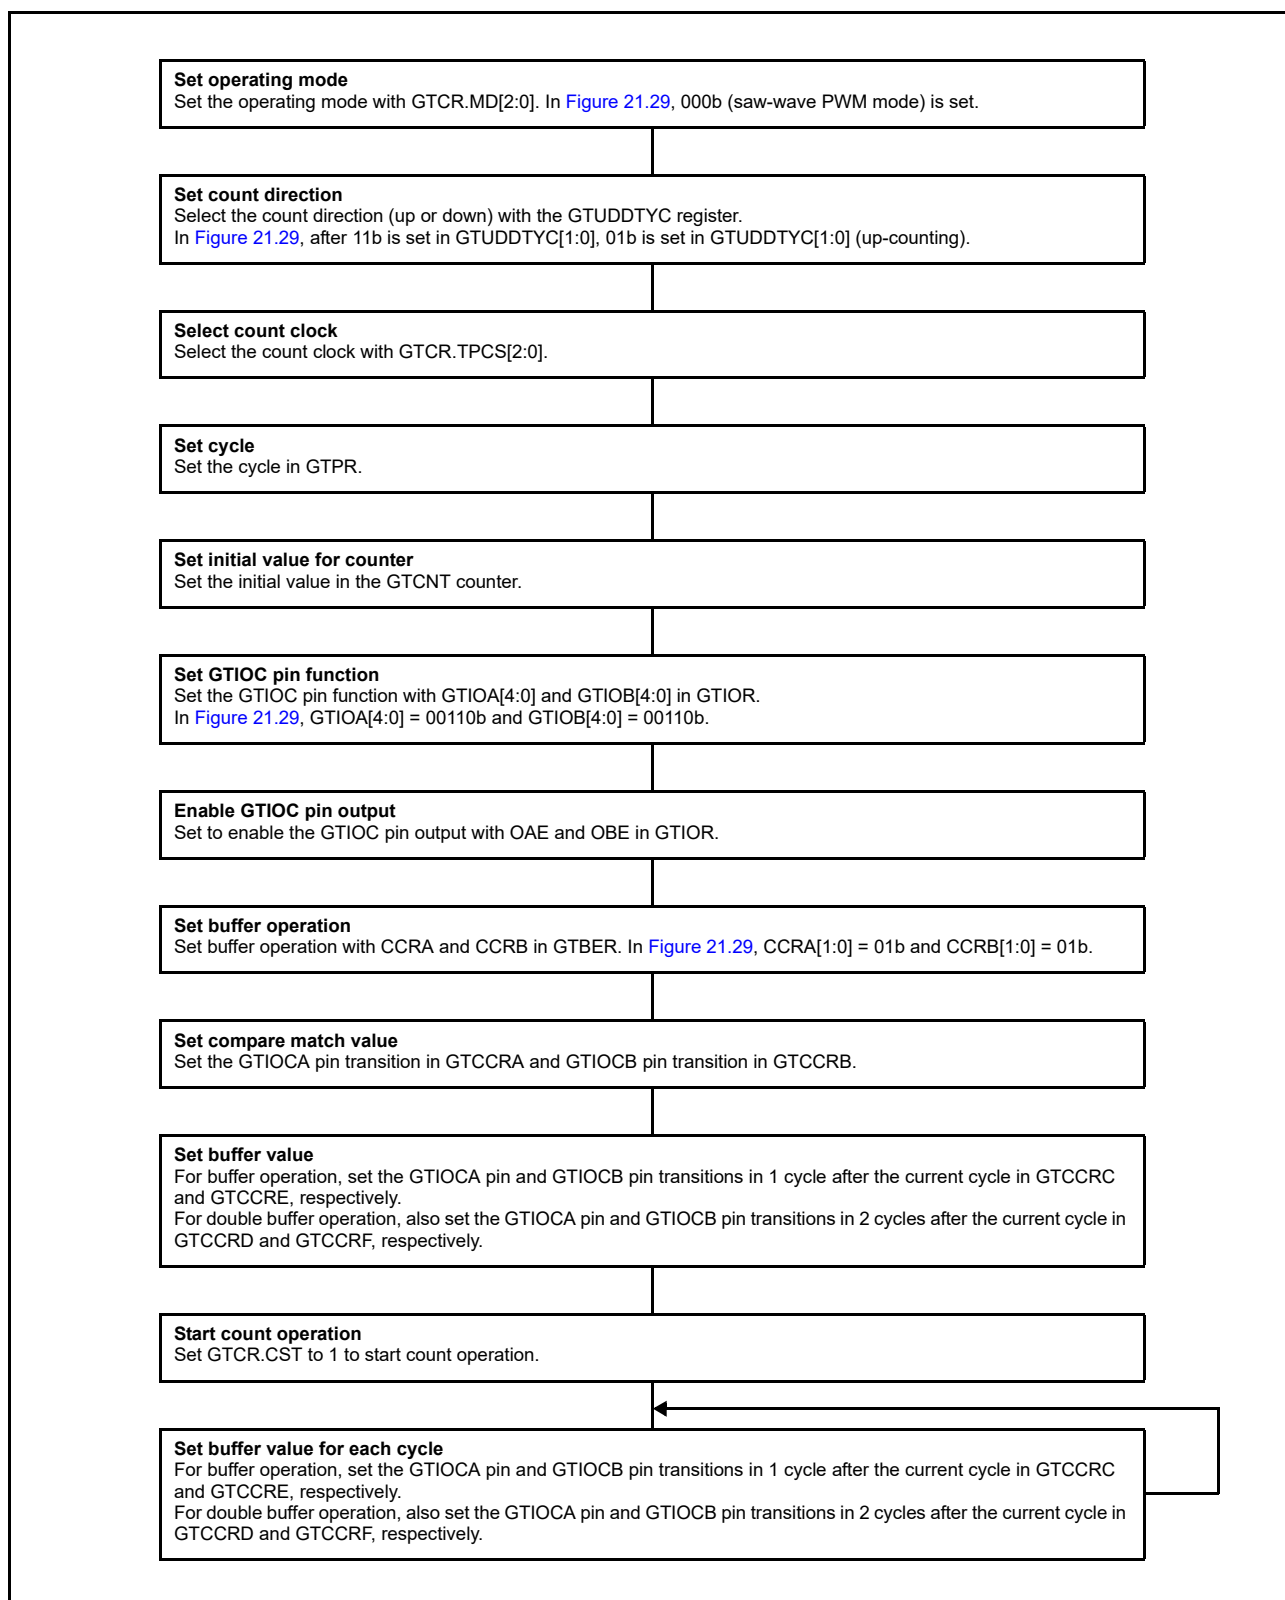 Set operating mode
Set the operating mode with GTCR.MD[2:0]. In Figure 21.29, 000b (saw-wave PWM mode) is set.
Set count direction
Select the count direction (up or down) with the GTUDDTYC register.
In Figure 21.29, after 11b is set in GTUDDTYC[1:0], 01b is set in GTUDDTYC[1:0] (up-counting).
Select count clock
Select the count clock with GTCR.TPCS[2:0].
Set cycle
Set the cycle in GTPR.
Set initial value for counter
Set the initial value in the GTCNT counter.
Set GTIOC pin function
Set the GTIOC pin function with GTIOA[4:0] and GTIOB[4:0] in GTIOR.
In Figure 21.29, GTIOA[4:0] = 00110b and GTIOB[4:0] = 00110b.
Enable GTIOC pin output
Set to enable the GTIOC pin output with OAE and OBE in GTIOR.
Set buffer operation
Set buffer operation with CCRA and CCRB in GTBER. In Figure 21.29, CCRA[1:0] = 01b and CCRB[1:0] = 01b.
Set compare match value
Set the GTIOCA pin transition in GTCCRA and GTIOCB pin transition in GTCCRB.
Set buffer value
For buffer operation, set the GTIOCA pin and GTIOCB pin transitions in 1 cycle after the current cycle in GTCCRC
and GTCCRE, respectively.
For double buffer operation, also set the GTIOCA pin and GTIOCB pin transitions in 2 cycles after the current cycle in
GTCCRD and GTCCRF, respectively.
Start count operation
Set GTCR.CST to 1 to start count operation.
Set buffer value for each cycle
For buffer operation, set the GTIOCA pin and GTIOCB pin transitions in 1 cycle after the current cycle in GTCCRC
and GTCCRE, respectively.
For double buffer operation, also set the GTIOCA pin and GTIOCB pin transitions in 2 cycles after the current cycle in
GTCCRD and GTCCRF, respectively.